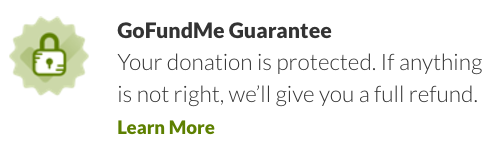 GoFundMe Guarantee
Your donation is protected. If anything
is not right, we’ll give you a full refund.
Learn More